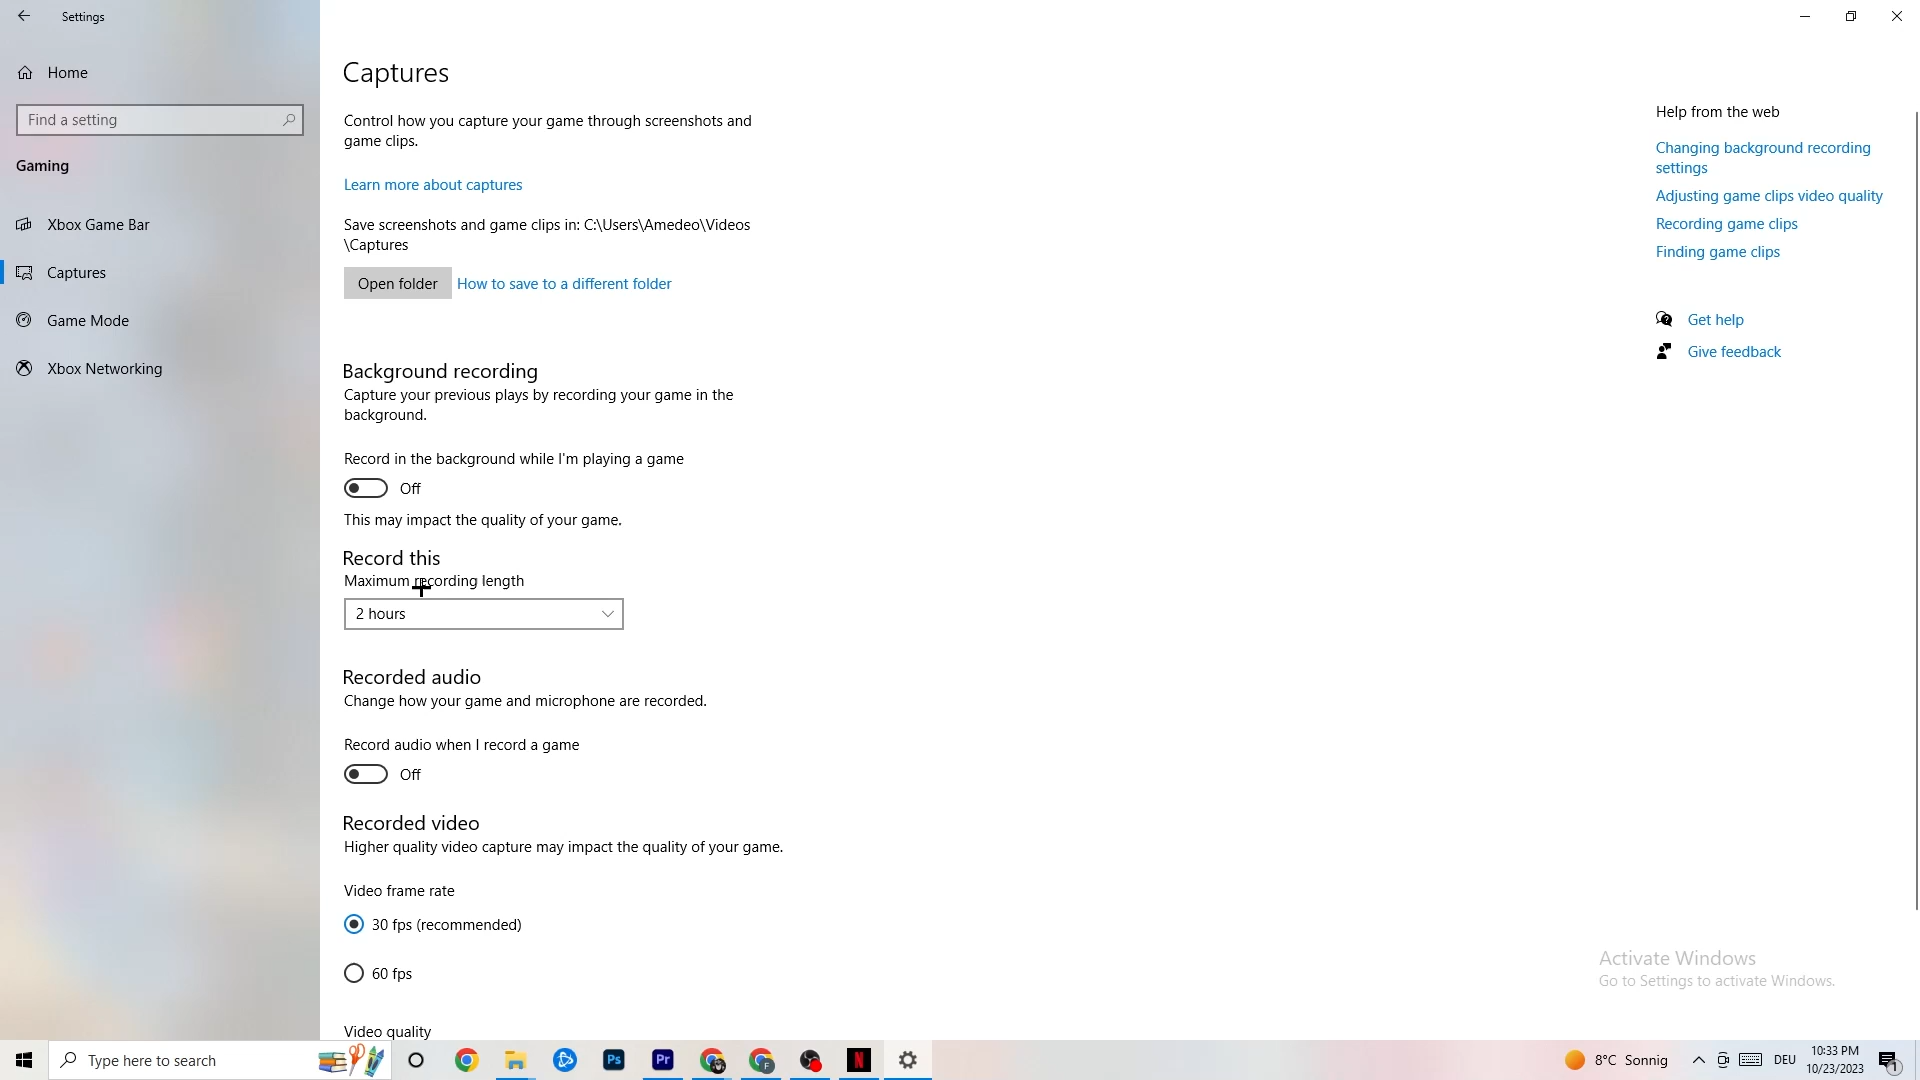 Settings
Home
Find a setting
Gaming
Xbox Game Bar
Captures
Game Mode
Xbox Networking
Captures
Control how you capture your game through screenshots and
game clips.
Learn more about captures
Save screenshots and game clips in: C:\Users\Amedeo\Videos
\Captures
Open folder
How to save to a different folder
Background recording
Capture your previous plays by recording your game in the
background.
Record in the background while I'm playing a game
Off
This may impact the quality of your game.
Record this
Maximum recording length
2 hours
Recorded audio
Change how your game and microphone are recorded.
Record audio when I record a game
Off
Recorded video
Higher quality video capture may impact the quality of your game.
Video frame rate
30 fps (recommended)
60 fps
Video quality
Help from the web
Changing background recording
settings
Adjusting game clips video quality
Recording game clips
Finding game clips
Get help
Give feedback
Activate Windows
Go to Settings to activate Windows.
Type here to search
Ps
Pr
F
N
8°C Sonnig
DEU
10:33 PM
10/23/2023
1